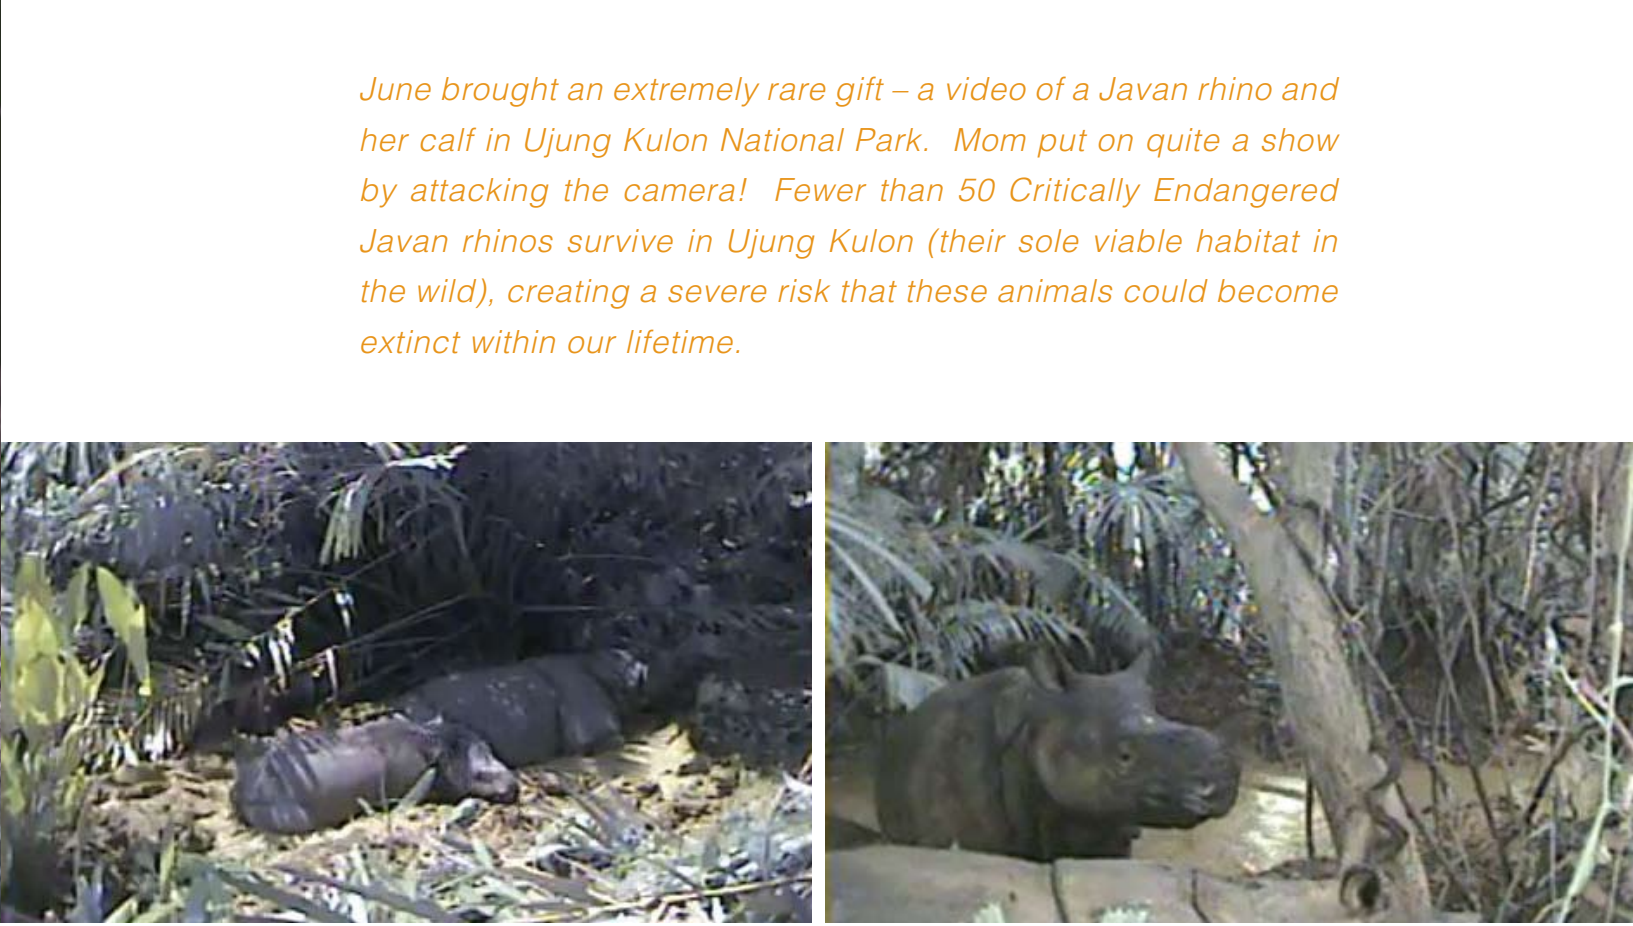 June brought an extremely rare gift – a video of a Javan rhino and
her calf in Ujung Kulon National Park.  Mom put on quite a show
by attacking the camera!  Fewer than 50 Critically Endangered
Javan rhinos survive in Ujung Kulon (their sole viable habitat in
the wild), creating a severe risk that these animals could become
extinct within our lifetime.